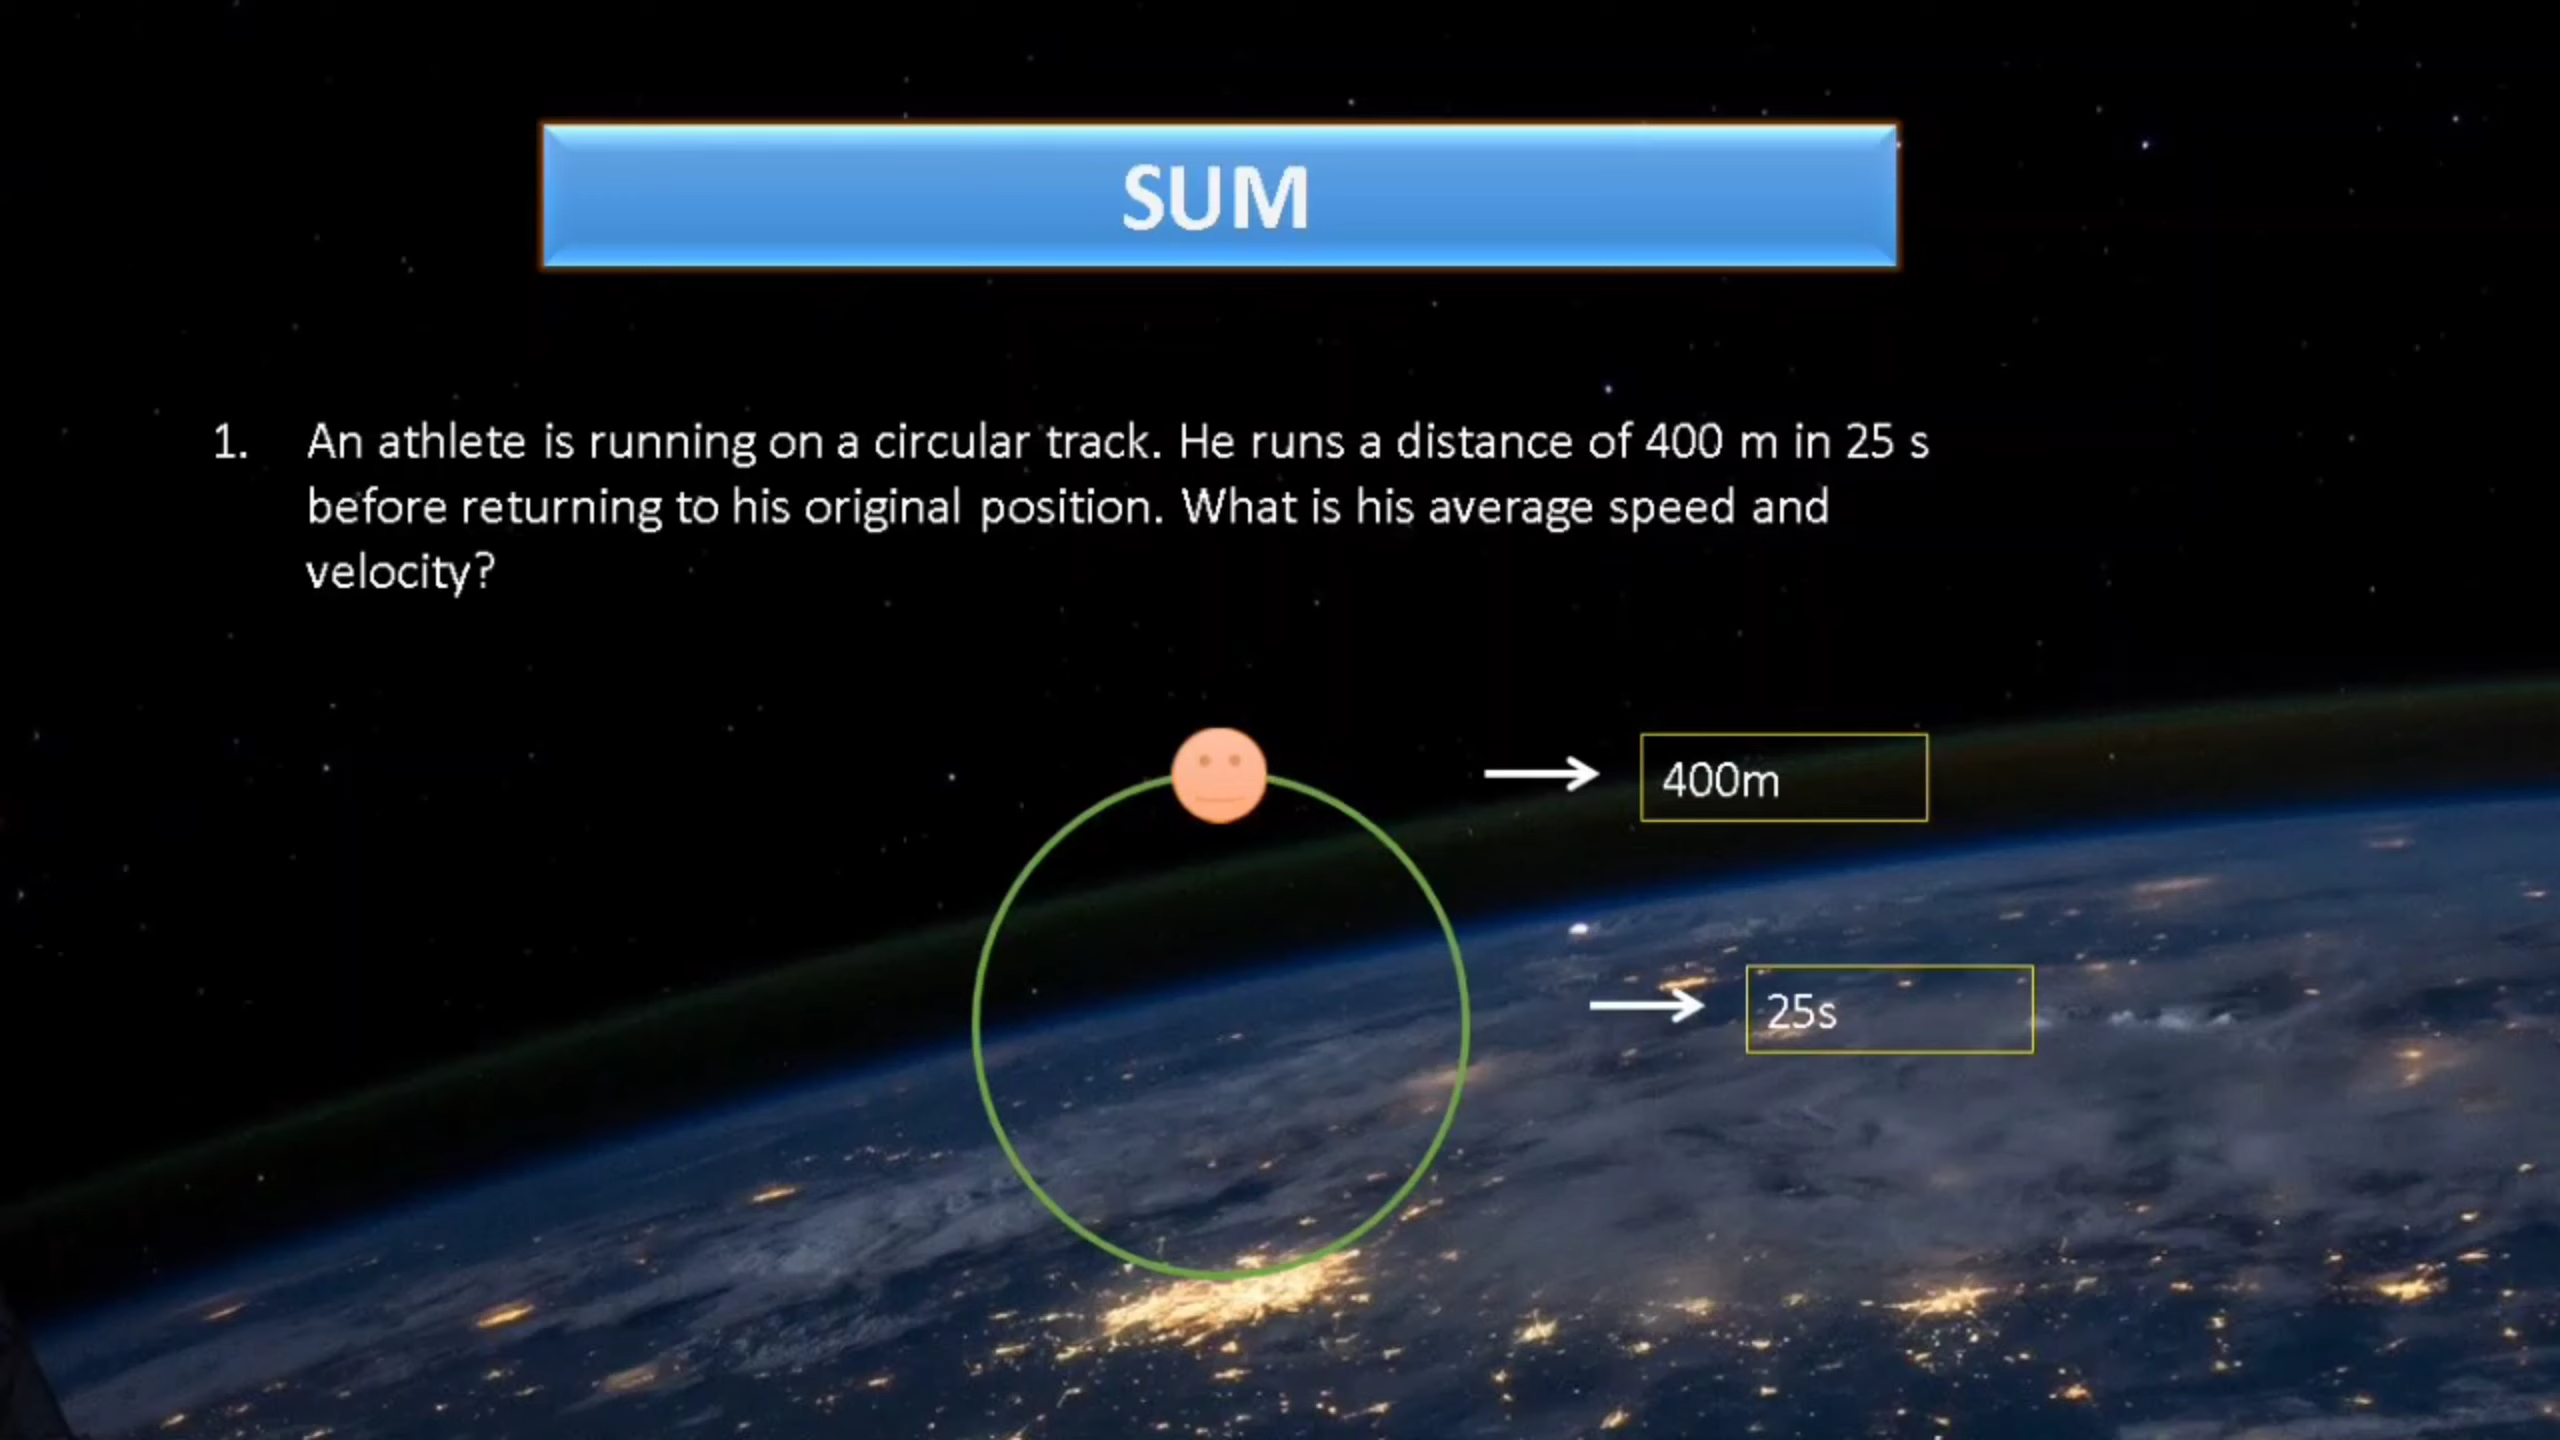 SUM
1. An athlete is running on a circular track. He runs a distance of 400 m in 25 s
before returning to his original position. What is his average speed and
velocity?
400m
25s